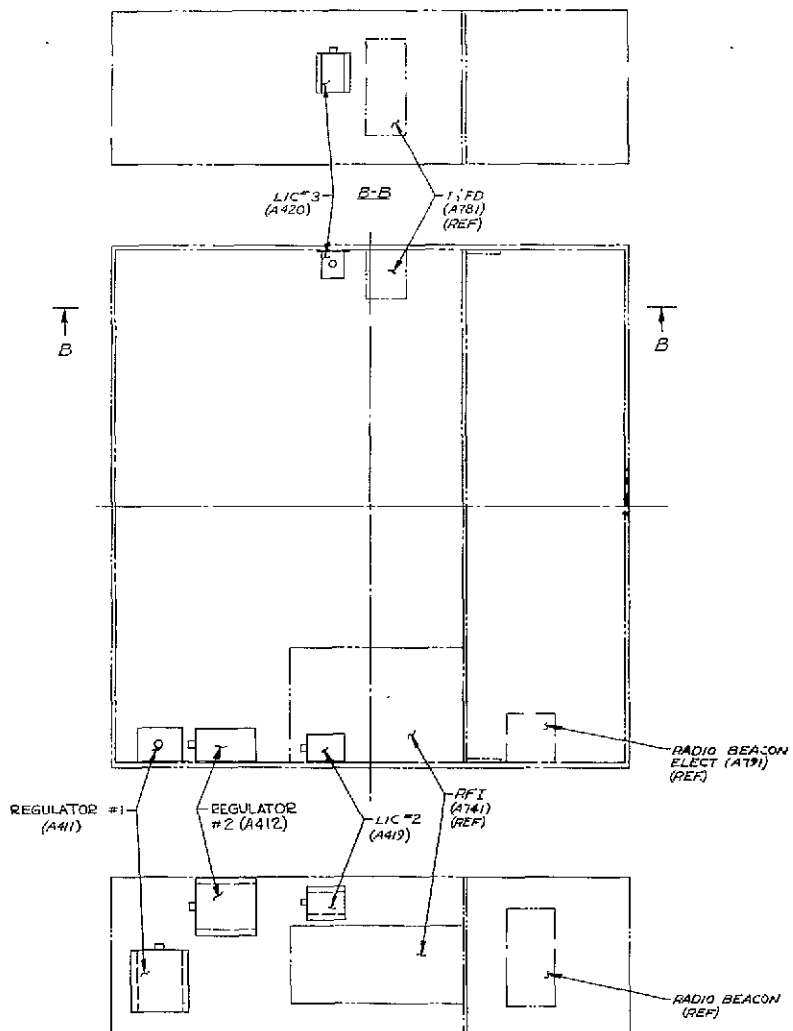 LIC #3
(A420)
B-B
(A781)
(REF)
B
B
RADIO BEACON
ELECT (A791)
(REF)
REGULATOR #1
(A411)
REGULATOR
#2 (A412)
LIC #2
(A419)
RFI
(A741)
(REF)
RADIO BEACON
(REF)